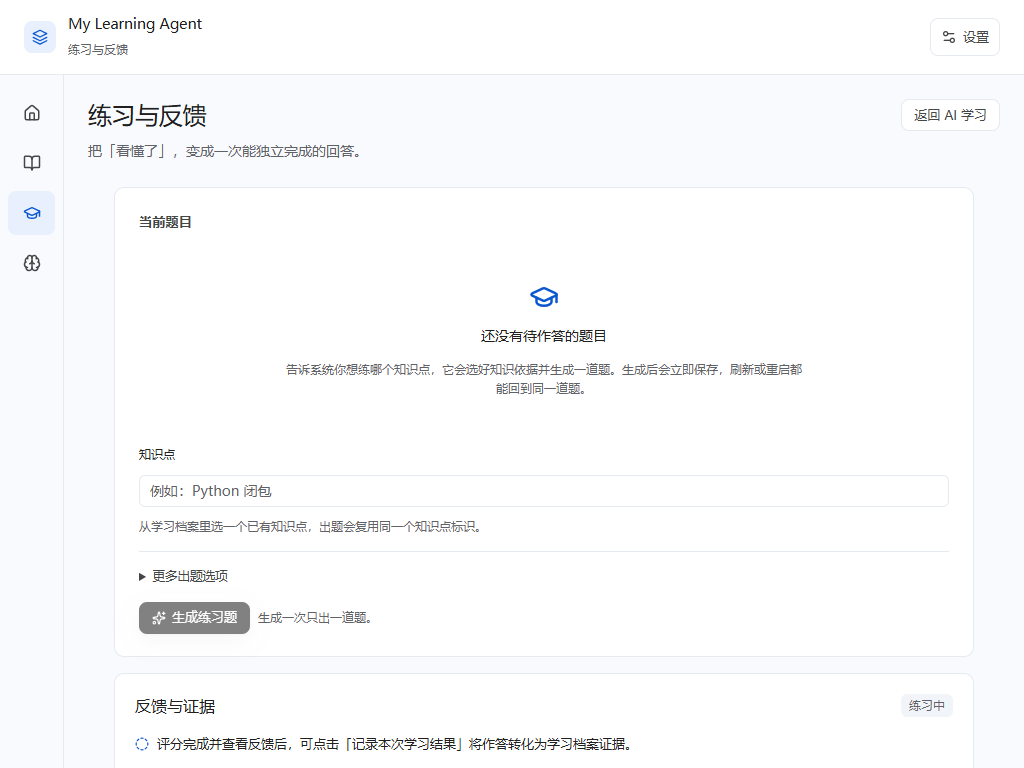 My Learning Agent
练习与反馈
设置
练习与反馈
返回 AI 学习
把「看懂了」，变成一次能独立完成的回答。
当前题目
还没有待作答的题目
告诉系统你想练哪个知识点，它会选好知识依据并生成一道题。生成后会立即保存，刷新或重启都
能回到同一道题。
知识点
例如：Python 闭包
从学习档案里选一个已有知识点，出题会复用同一个知识点标识。
更多出题选项
生成练习题
生成一次只出一道题。
反馈与证据
练习中
评分完成并查看反馈后，可点击「记录本次学习结果」将作答转化为学习档案证据。